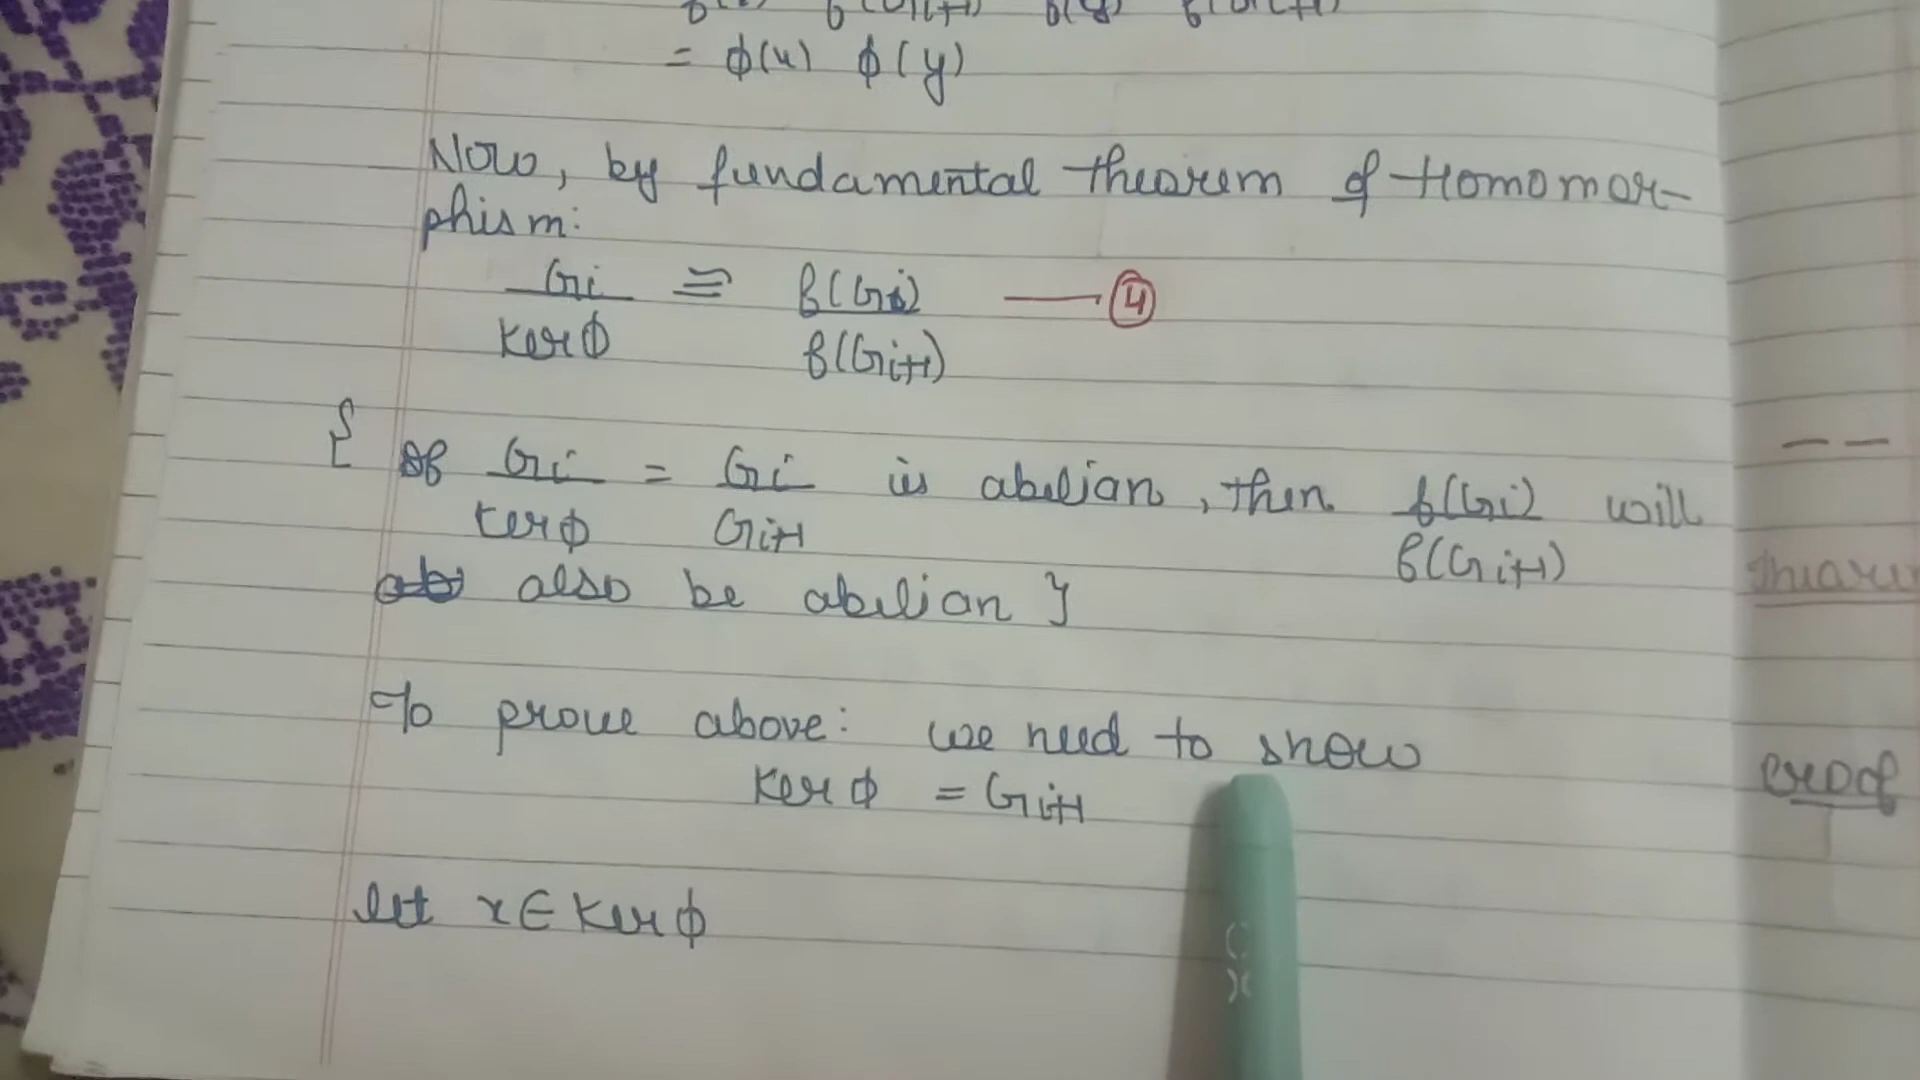 = ϕ(x) ϕ(y)
Now, by fundamental theorem of Homomor-
phism:
Gi ≅ f(Gi) —— 4
Kerϕ f(Gi+1)
{ If Gi = Gi is abelian, then f(Gi) will
kerϕ Gi+1 f(Gi+1)
also be abelian }
To prove above: we need to show
Ker ϕ = Gi+1
let x ∈ Ker ϕ
proof